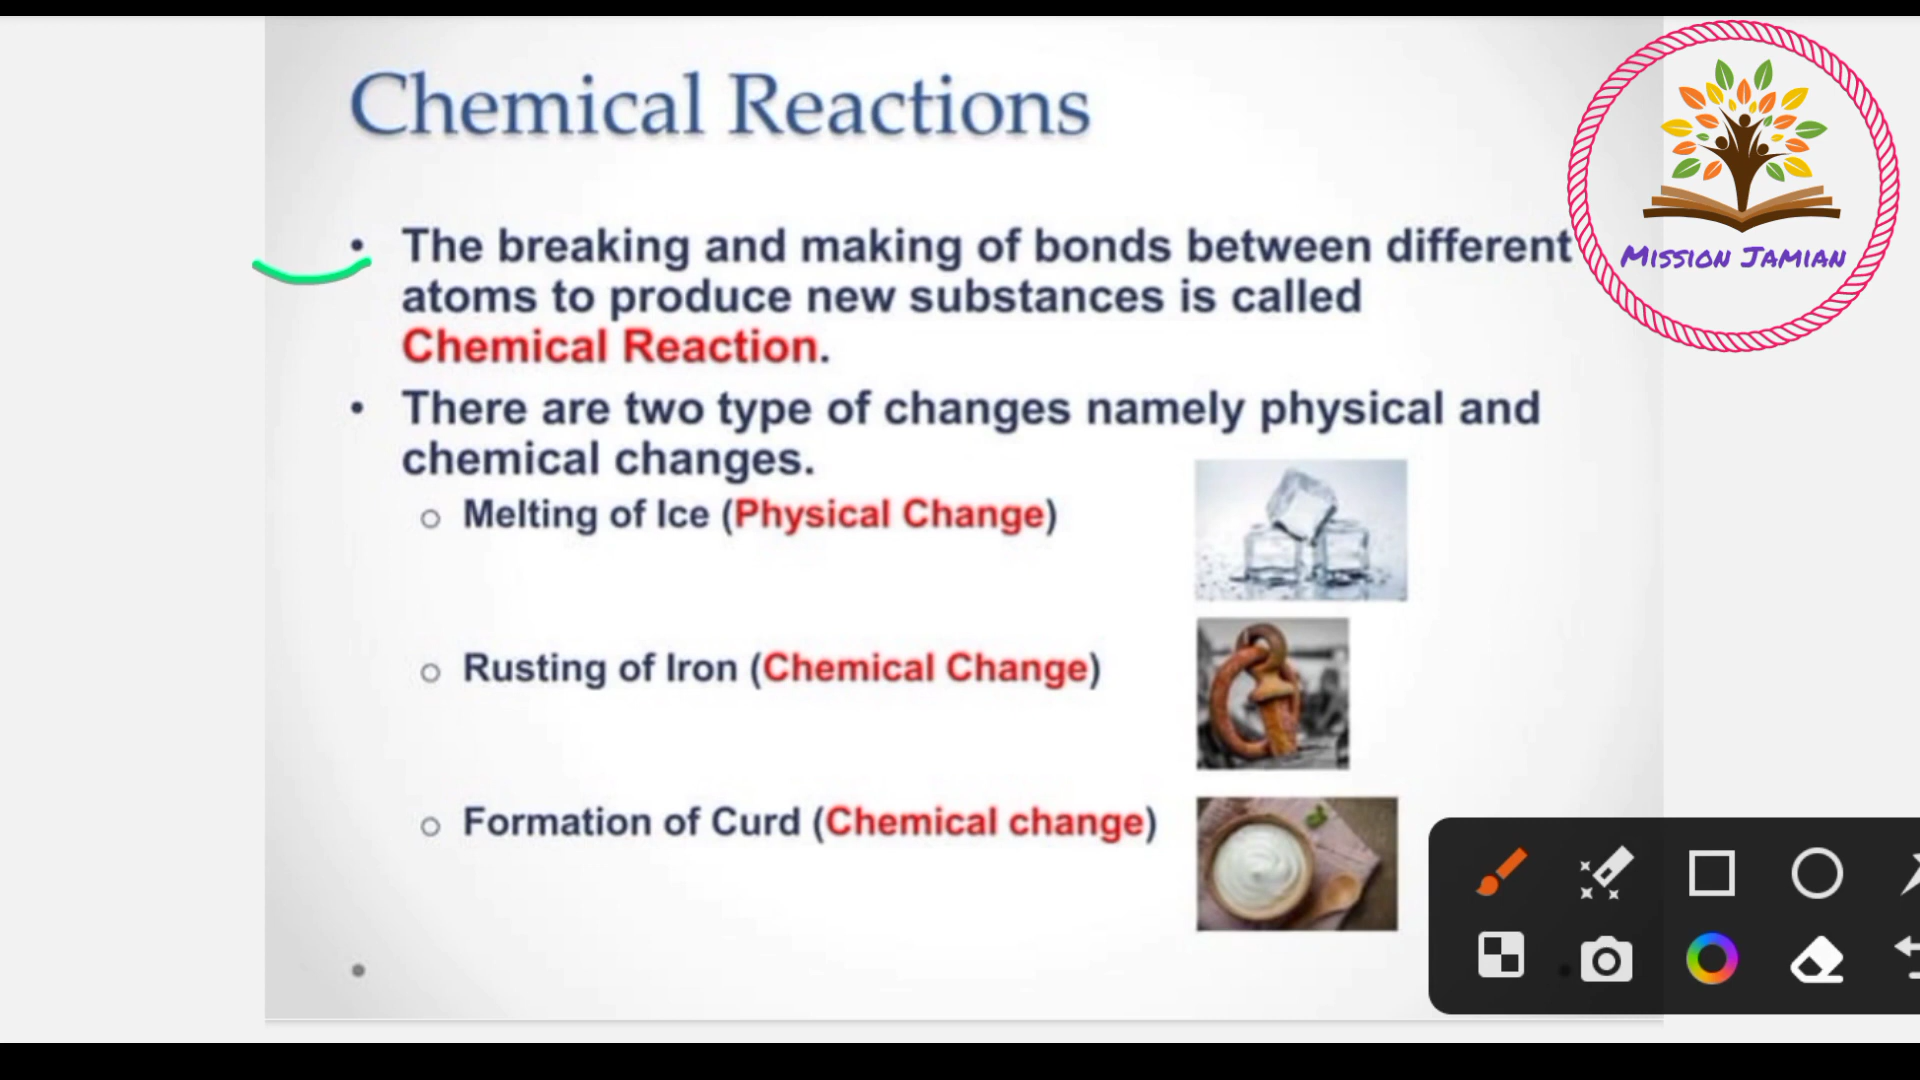 Chemical Reactions
• The breaking and making of bonds between different
atoms to produce new substances is called
Chemical Reaction.
• There are two type of changes namely physical and
chemical changes.
o Melting of Ice (Physical Change)
o Rusting of Iron (Chemical Change)
o Formation of Curd (Chemical change)
Mission Jamian